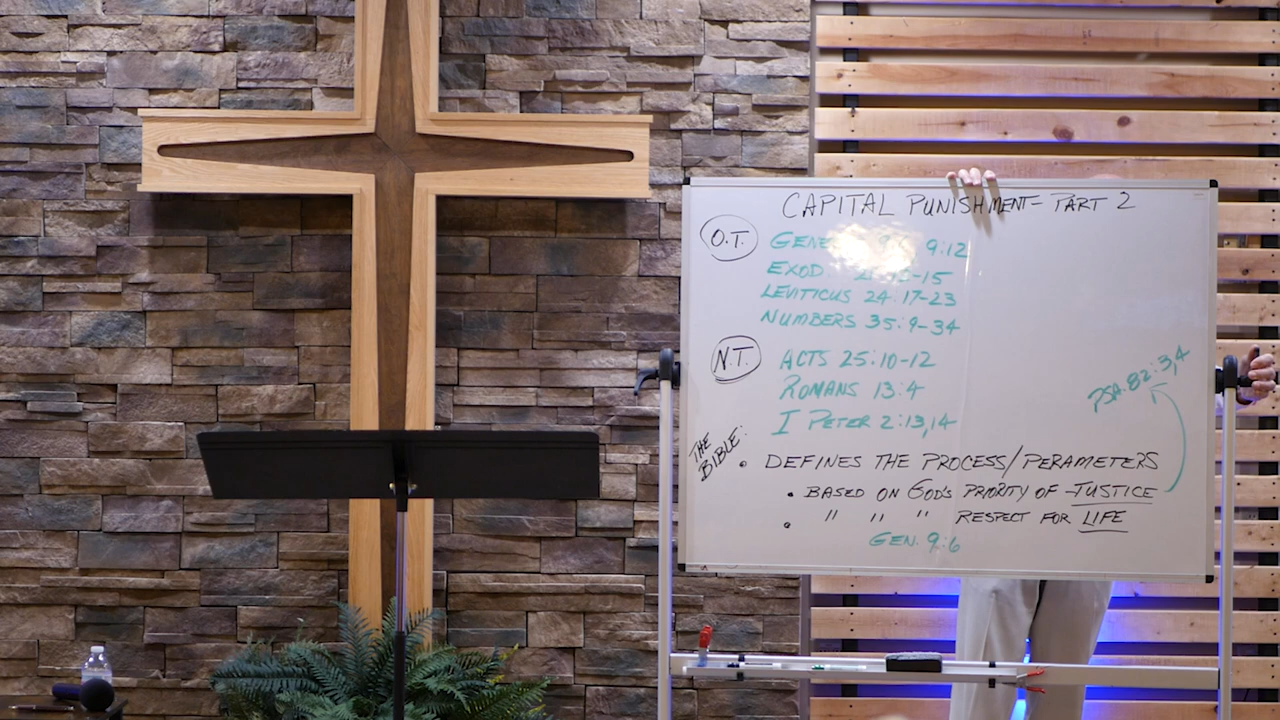 CAPITAL PUNISHMENT- PART 2
O.T.
GENE 9:12
EXOD -15
LEVITICUS 24:17-23
NUMBERS 35:9-34
N.T.
ACTS 25:10-12
ROMANS 13:4
I PETER 2:13,14
PSA. 82:3,4
THE BIBLE:
• DEFINES THE PROCESS/PERAMETERS
• BASED ON GOD'S PRIORITY OF JUSTICE
• " " " RESPECT FOR LIFE
GEN. 9:6